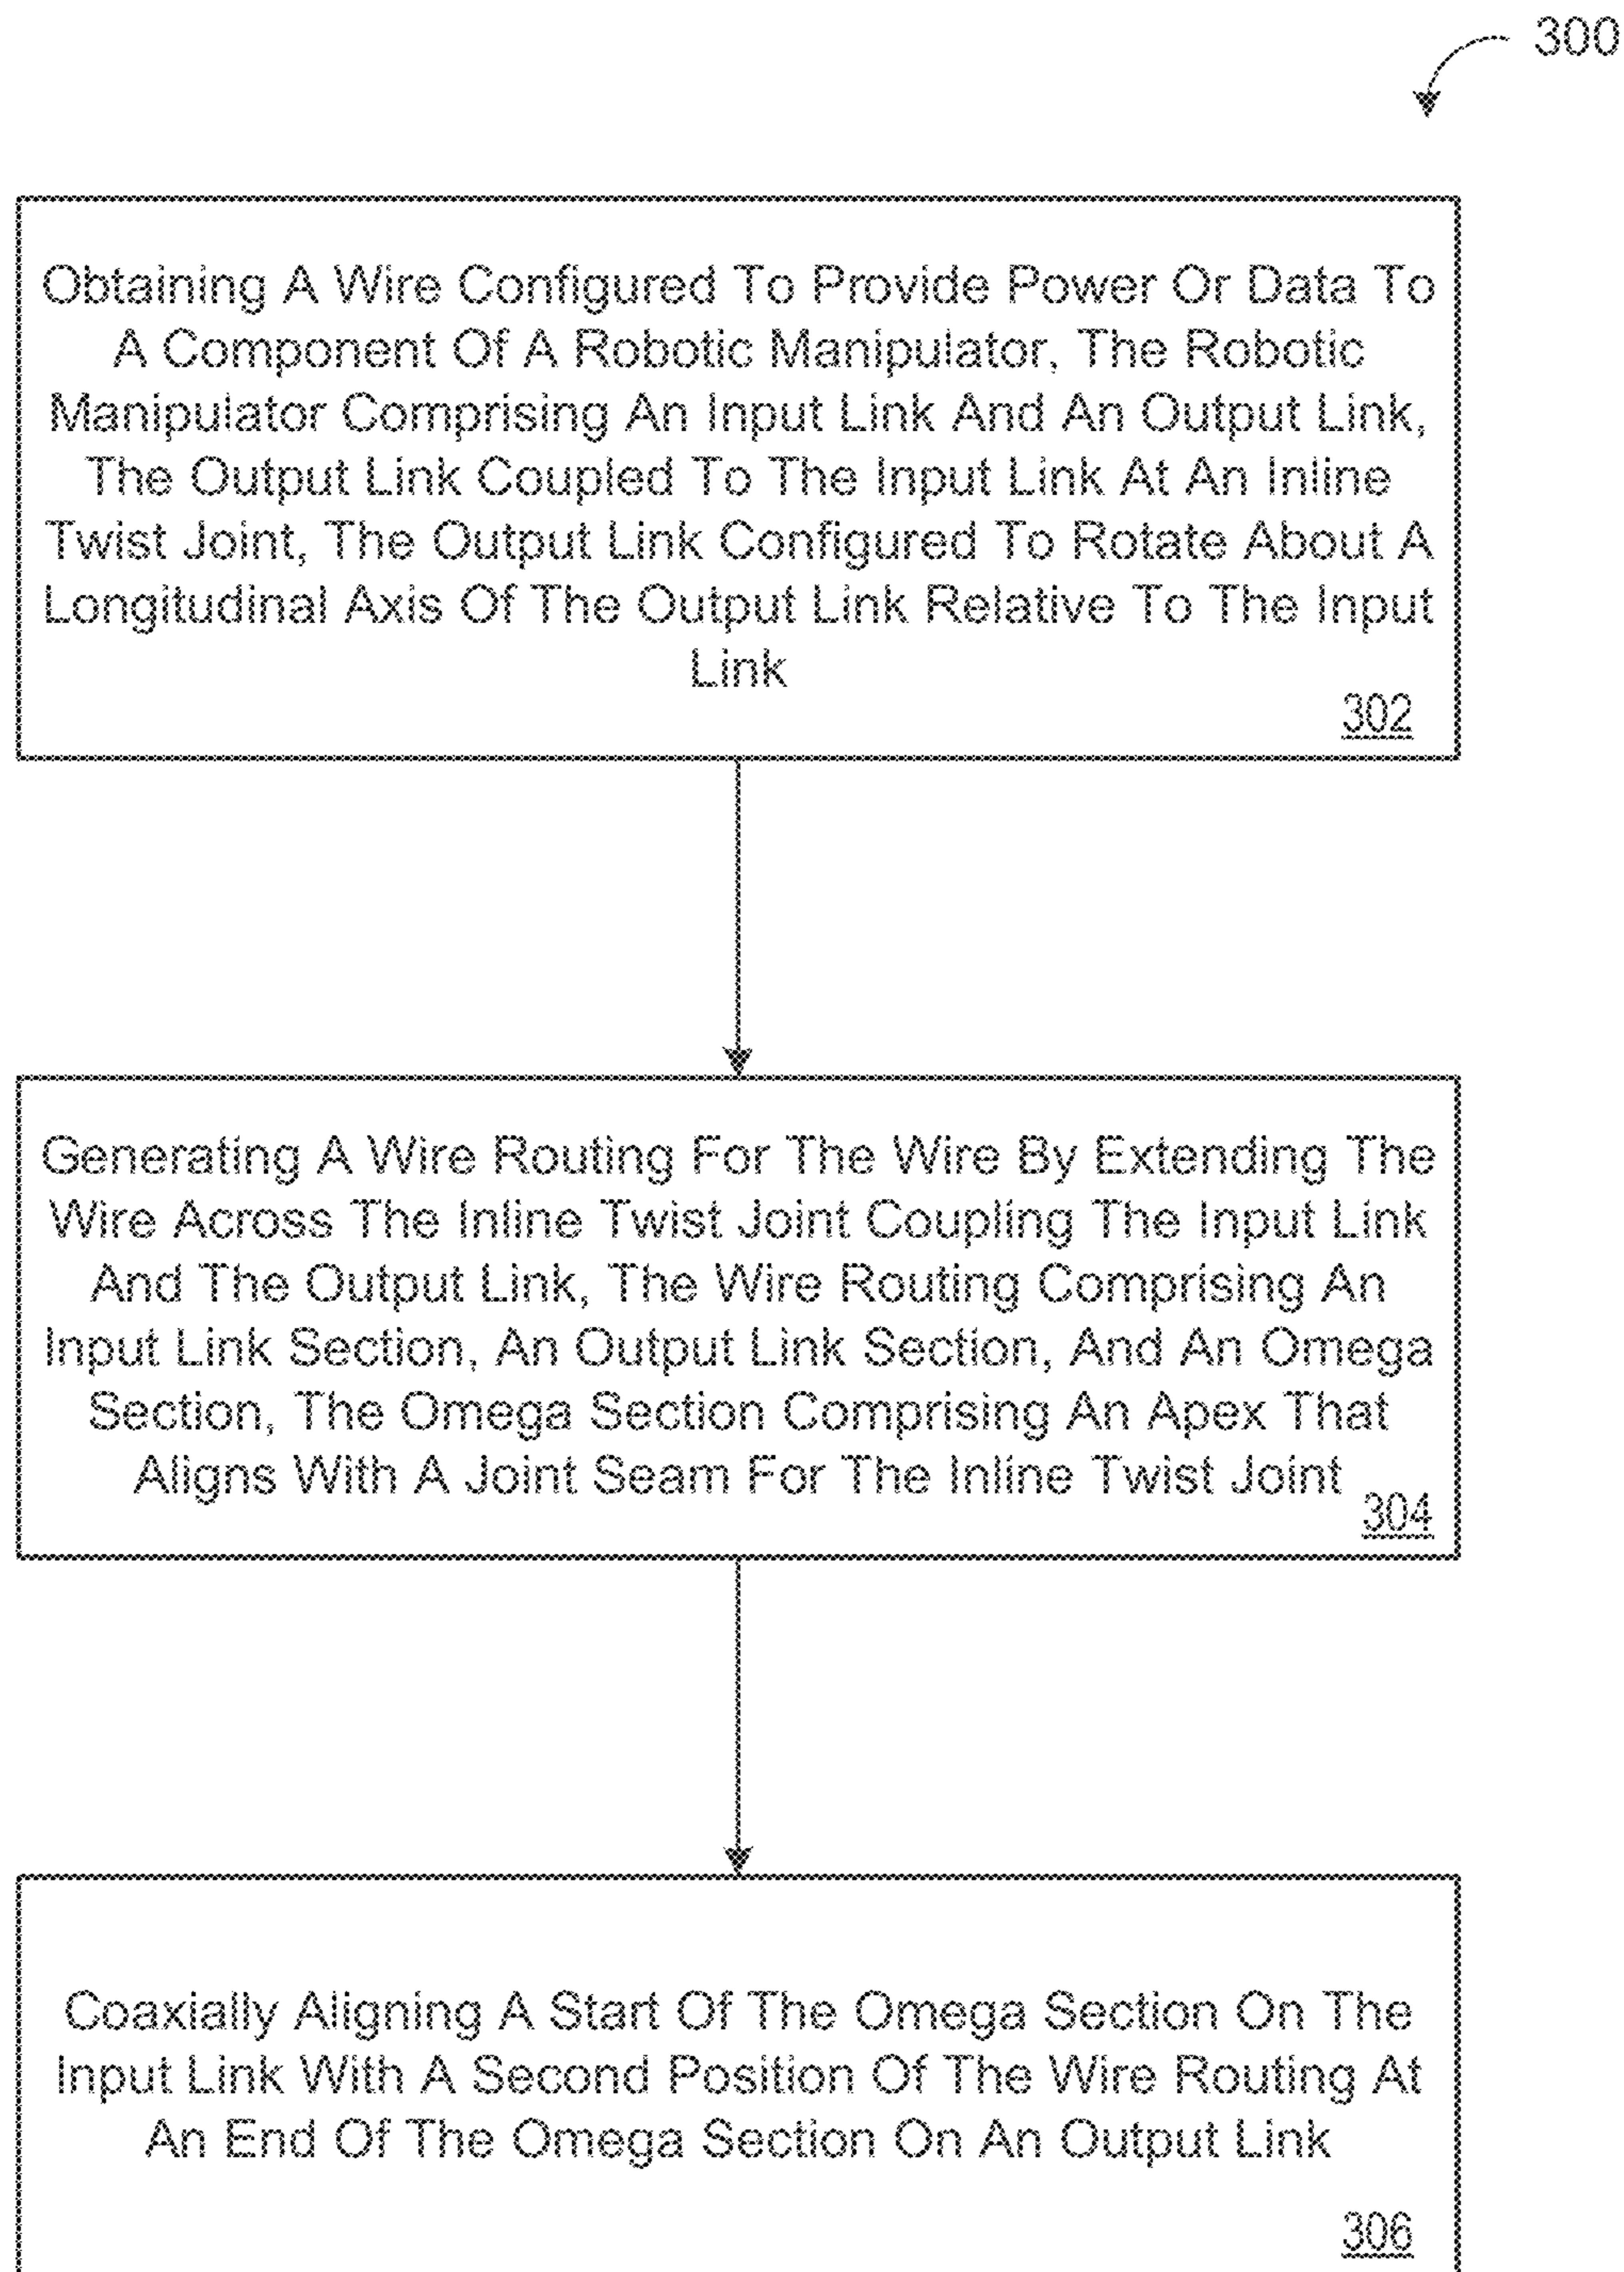 300
Obtaining A Wire Configured To Provide Power Or Data To
A Component Of A Robotic Manipulator, The Robotic
Manipulator Comprising An Input Link And An Output Link,
The Output Link Coupled To The Input Link At An Inline
Twist Joint, The Output Link Configured To Rotate About A
Longitudinal Axis Of The Output Link Relative To The Input
Link
302
Generating A Wire Routing For The Wire By Extending The
Wire Across The Inline Twist Joint Coupling The Input Link
And The Output Link, The Wire Routing Comprising An
Input Link Section, An Output Link Section, And An Omega
Section, The Omega Section Comprising An Apex That
Aligns With A Joint Seam For The Inline Twist Joint
304
Coaxially Aligning A Start Of The Omega Section On The
Input Link With A Second Position Of The Wire Routing At
An End Of The Omega Section On An Output Link
306